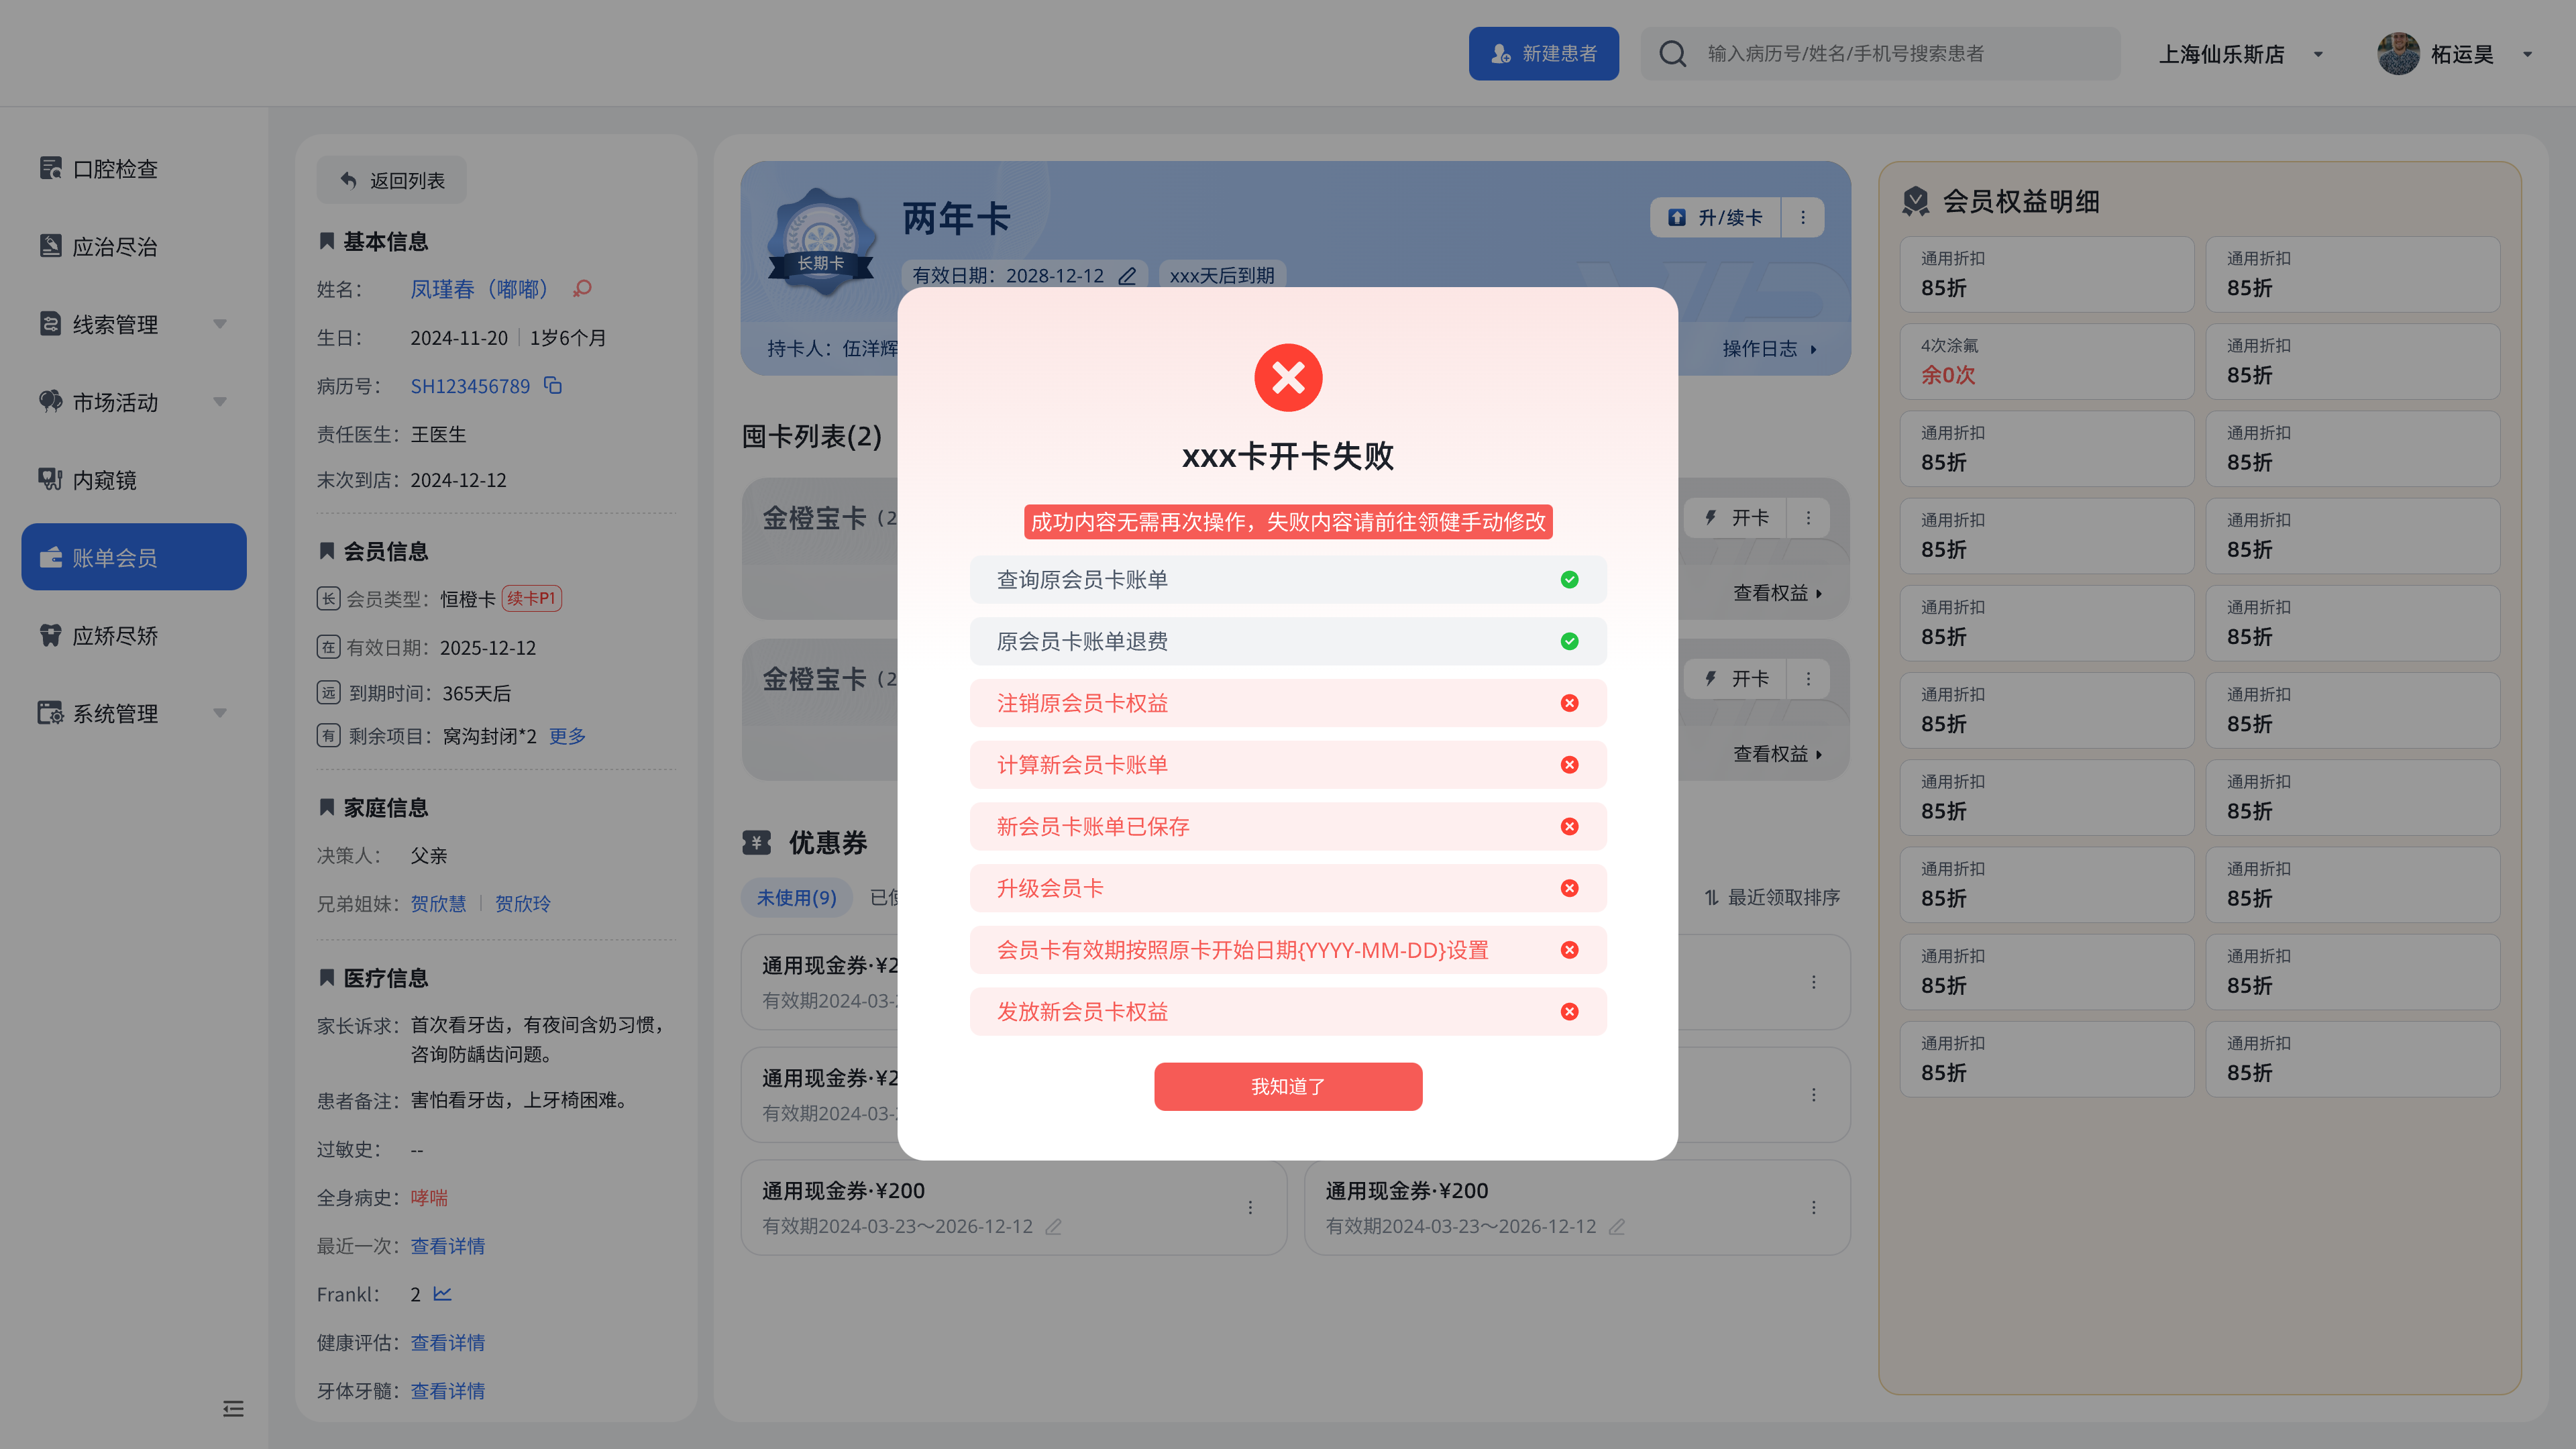 新建患者
输入病历号/姓名/手机号搜索患者
上海仙乐斯店
柘运昊
口腔检查
应治尽治
线索管理
市场活动
内窥镜
账单会员
应矫尽矫
系统管理
返回列表
基本信息
姓名： 凤瑾春（嘟嘟）
生日： 2024-11-20 1岁6个月
病历号： SH123456789
责任医生：王医生
末次到店：2024-12-12
会员信息
长 会员类型：恒橙卡 续卡P1
在 有效日期：2025-12-12
远 到期时间：365天后
有 剩余项目：窝沟封闭*2 更多
家庭信息
决策人： 父亲
兄弟姐妹：贺欣慧 贺欣玲
医疗信息
家长诉求：首次看牙齿，有夜间含奶习惯，
咨询防龋齿问题。
患者备注：害怕看牙齿，上牙椅困难。
过敏史： --
全身病史：哮喘
最近一次：查看详情
Frankl： 2
健康评估：查看详情
牙体牙髓：查看详情
长期卡
两年卡
升/续卡
有效日期：2028-12-12
xxx天后到期
持卡人：伍洋辉
操作日志
囤卡列表(2)
金橙宝卡（2
开卡
查看权益
金橙宝卡（2
开卡
查看权益
优惠券
未使用(9)
已使
最近领取排序
通用现金券·¥2
有效期2024-03-
通用现金券·¥2
有效期2024-03-
通用现金券·¥200
有效期2024-03-23～2026-12-12
通用现金券·¥200
有效期2024-03-23～2026-12-12
xxx卡开卡失败
成功内容无需再次操作，失败内容请前往领健手动修改
查询原会员卡账单
原会员卡账单退费
注销原会员卡权益
计算新会员卡账单
新会员卡账单已保存
升级会员卡
会员卡有效期按照原卡开始日期{YYYY-MM-DD}设置
发放新会员卡权益
我知道了
会员权益明细
通用折扣
85折
通用折扣
85折
4次涂氟
余0次
通用折扣
85折
通用折扣
85折
通用折扣
85折
通用折扣
85折
通用折扣
85折
通用折扣
85折
通用折扣
85折
通用折扣
85折
通用折扣
85折
通用折扣
85折
通用折扣
85折
通用折扣
85折
通用折扣
85折
通用折扣
85折
通用折扣
85折
通用折扣
85折
通用折扣
85折